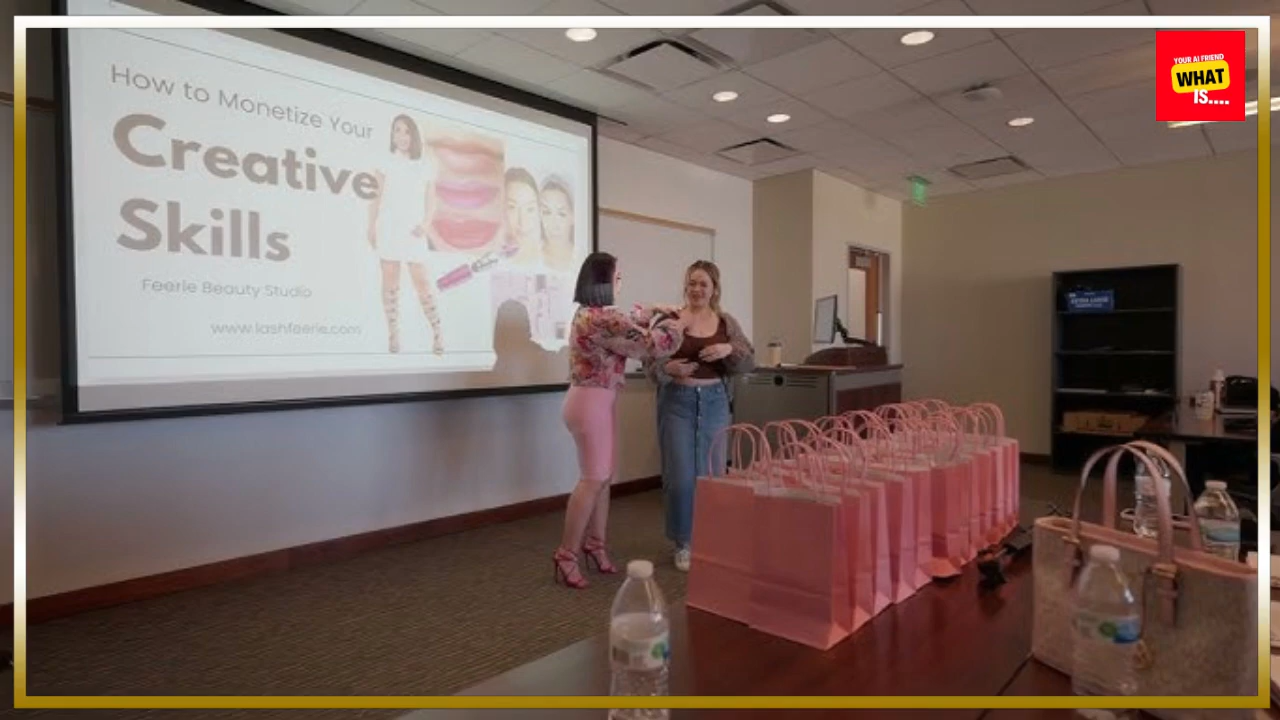 How to Monetize Your
Creative
Skills
Feerie Beauty Studio
www.lashfeerie.com
YOUR AI FRIEND
WHAT
IS....